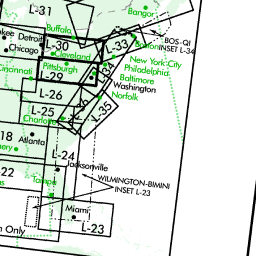 L-31
Bangor
Buffalo
kee Detroit
L-30
L-33
Boston
BOS-QI
INSET L-34
Chicago
Cleveland
New York City
Cincinnati
Pittsburgh
Philadelphia
L-29
Baltimore
Washington
L-26
Norfolk
L-25
L-35
Charlotte
18
Atlanta
L-24
Jacksonville
-22
WILMINGTON-BIMINI
INSET L-23
Tampa
Miami
L-23
n Only